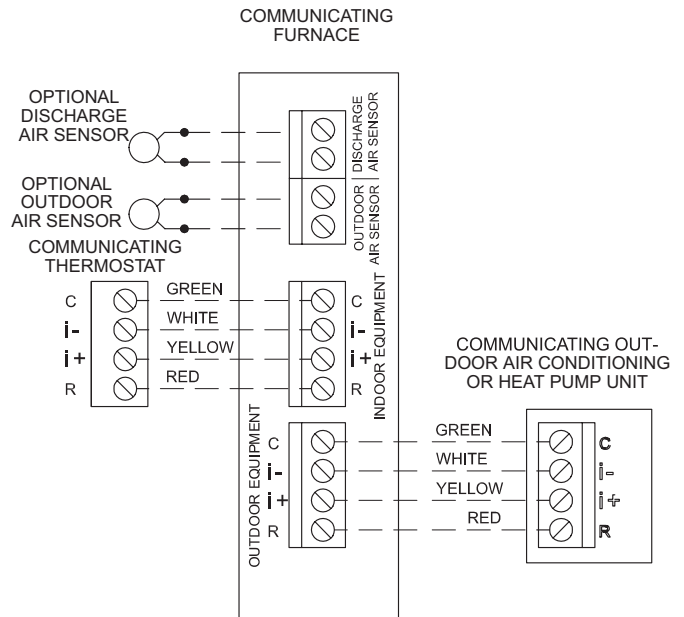 COMMUNICATING
FURNACE
OPTIONAL
DISCHARGE
AIR SENSOR
DISCHARGE
AIR SENSOR
OPTIONAL
OUTDOOR
AIR SENSOR
OUTDOOR
AIR SENSOR
COMMUNICATING
THERMOSTAT
C GREEN C
i- WHITE i-
i+ YELLOW i+
R RED R
INDOOR EQUIPMENT
COMMUNICATING OUT-
DOOR AIR CONDITIONING
OR HEAT PUMP UNIT
OUTDOOR EQUIPMENT
C GREEN C
i- WHITE i-
i+ YELLOW i+
R RED R